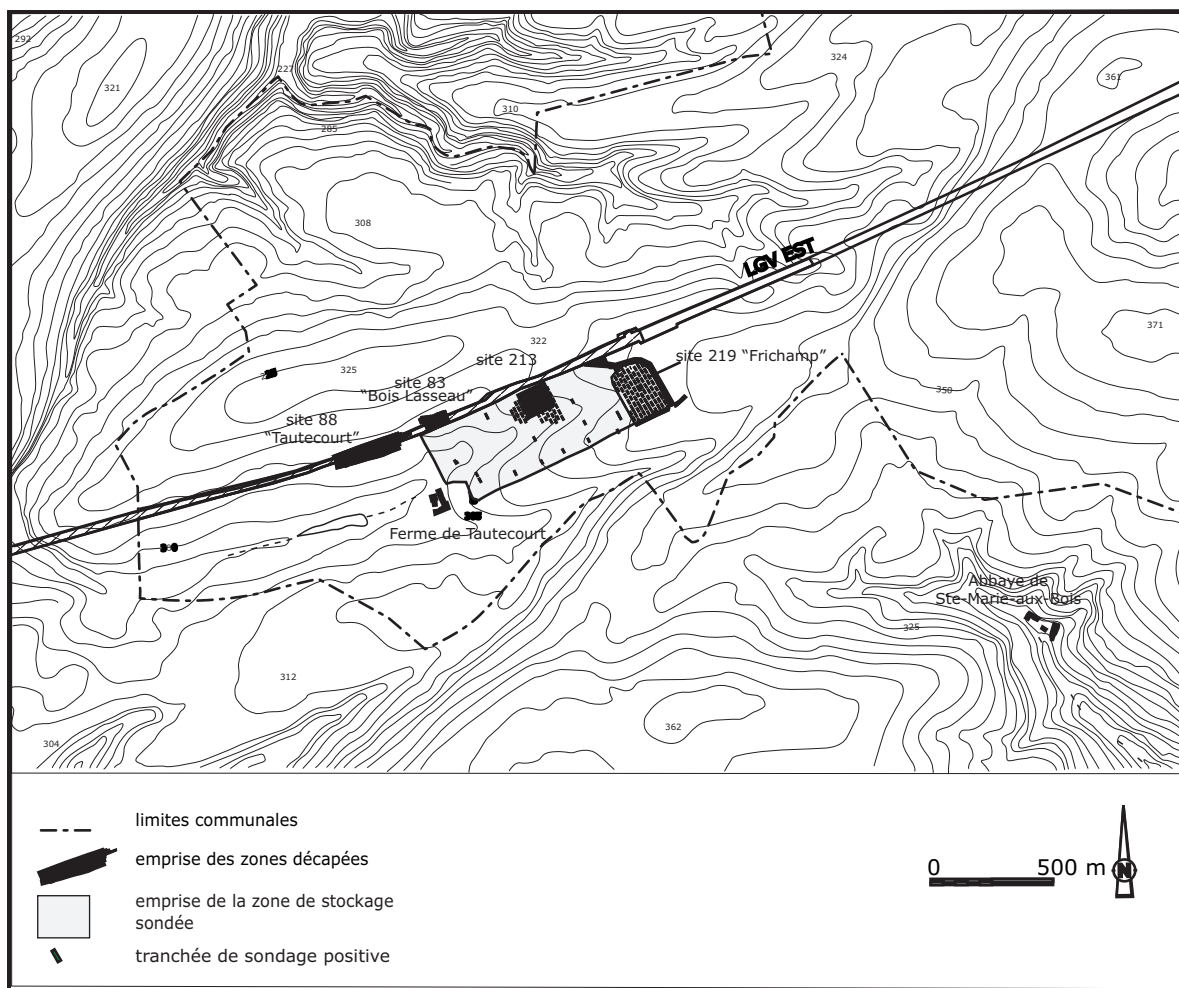 292
227
324
361
321
310
285
308
LGV EST
322
371
site 213
site 219 "Frichamp"
325
site 83
"Bois Lasseau"
350
site 88
"Tautecourt"
Ferme de Tautecourt
Abbaye de
Ste-Marie-aux-Bois
325
312
362
304
limites communales
emprise des zones décapées
emprise de la zone de stockage
sondée
tranchée de sondage positive
0 500 m
N